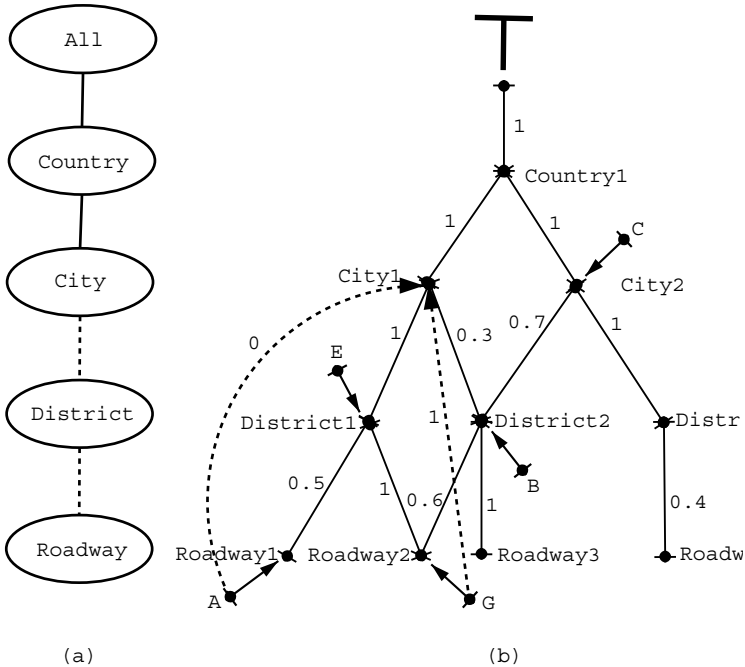 All
Country
City
District
Roadway
(a)
1
Country1
1
1
C
City1
City2
0
1
0.3
0.7
1
E
District1
1
District2
Distr
0.5
1
0.6
1
B
0.4
Roadway1
Roadway2
Roadway3
Roadw
A
G
(b)